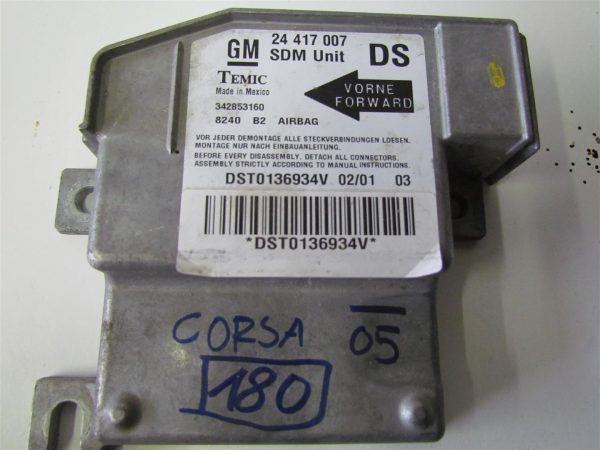 GM 24 417 007 DS
SDM Unit
TEMIC
Made in Mexico
342853160
VORNE
FORWARD
8240 B2 AIRBAG
VOR JEDER DEMONTAGE ALLE STECKVERBINDUNGEN LOESEN.
MONTAGE NUR NACH EINBAUANLEITUNG.
BEFORE EVERY DISASSEMBLY, DETACH ALL CONNECTORS.
ASSEMBLY STRICTLY ACCORDING TO MANUAL INSTRUCTIONS.
DST0136934V 02/01 03
*DST0136934V*
CORSA 05
180